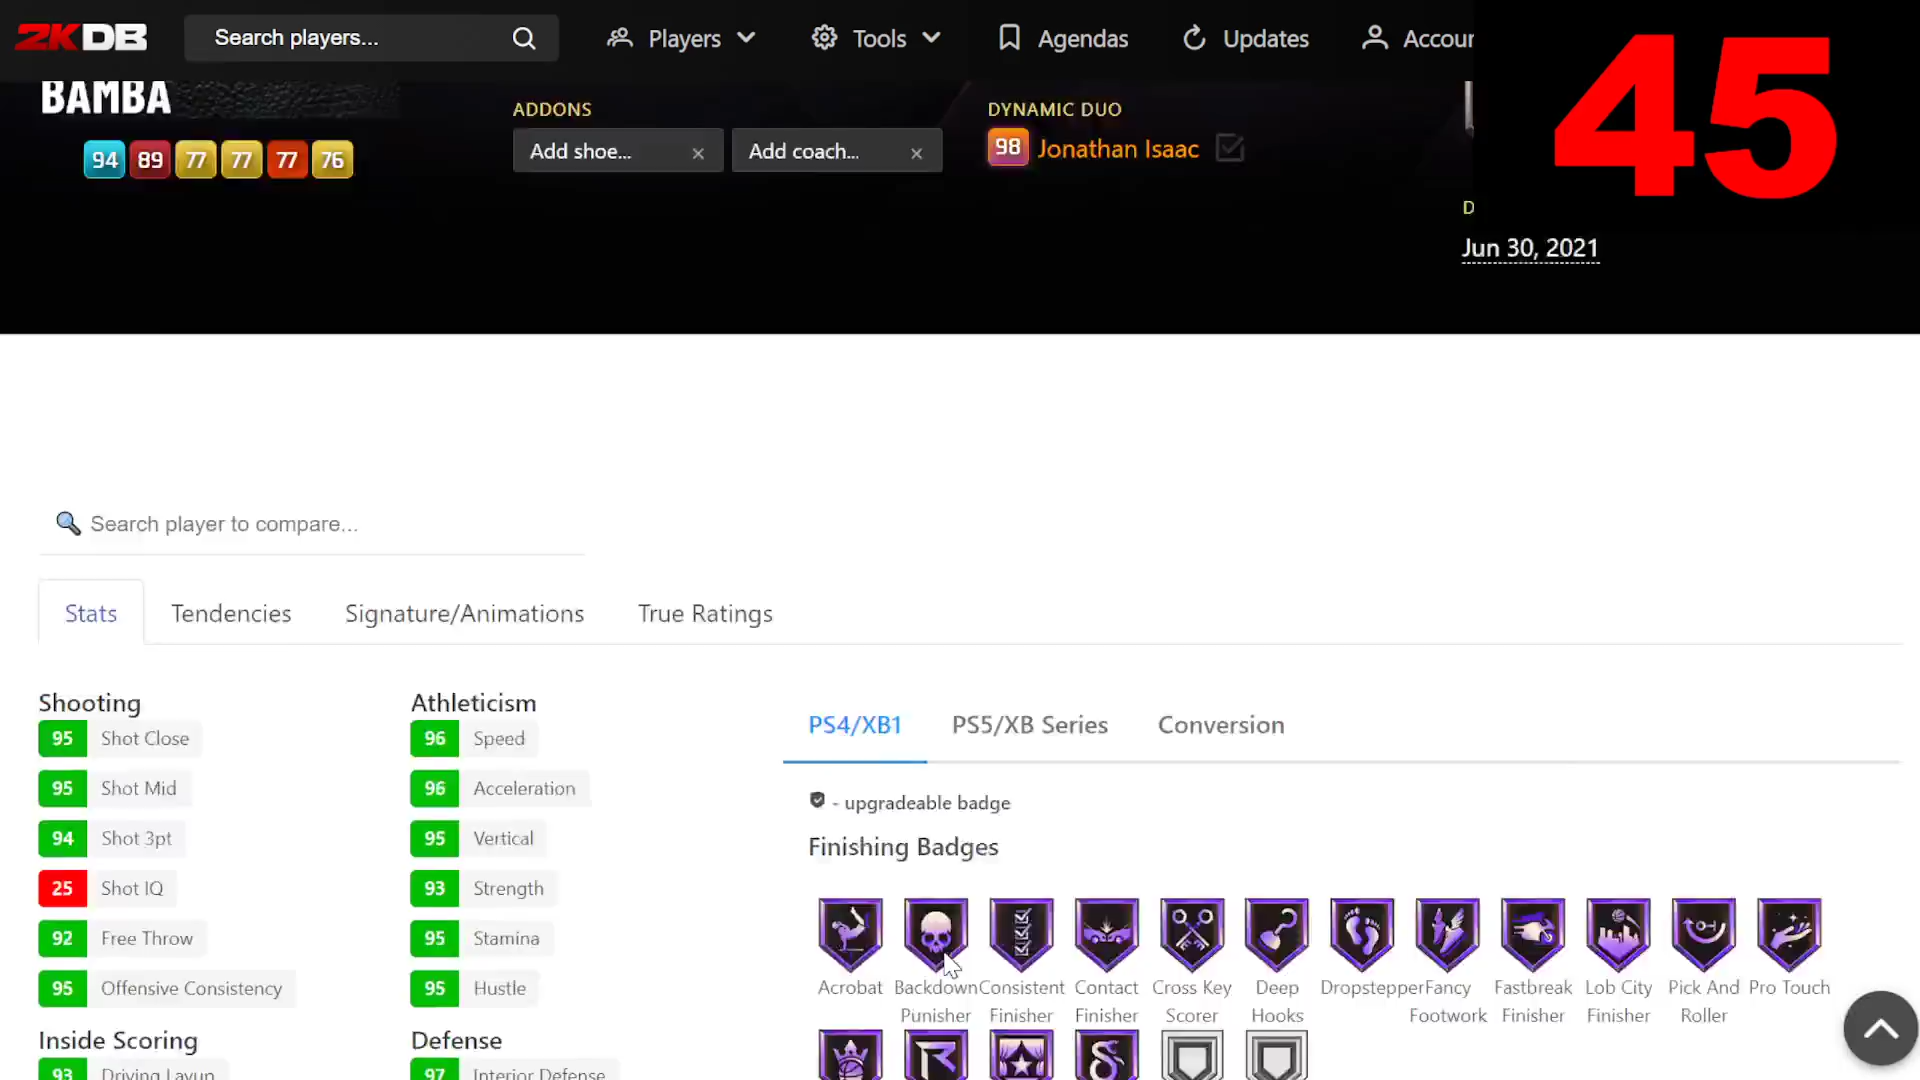 2KDB
Search players...
Players
Tools
Agendas
Updates
Accour
45
BAMBA
94 89 77 77 77 76
ADDONS
Add shoe... ×
Add coach... ×
DYNAMIC DUO
98 Jonathan Isaac
D
Jun 30, 2021
Search player to compare...
Stats
Tendencies
Signature/Animations
True Ratings
Shooting
95 Shot Close
95 Shot Mid
94 Shot 3pt
25 Shot IQ
92 Free Throw
95 Offensive Consistency
Inside Scoring
93 Driving Layup
Athleticism
96 Speed
96 Acceleration
95 Vertical
93 Strength
95 Stamina
95 Hustle
Defense
97 Interior Defense
PS4/XB1
PS5/XB Series
Conversion
- upgradeable badge
Finishing Badges
Acrobat
Backdown Punisher
Consistent Finisher
Contact Finisher
Cross Key Scorer
Deep Hooks
Dropstepper
Fancy Footwork
Fastbreak Finisher
Lob City Finisher
Pick And Roller
Pro Touch